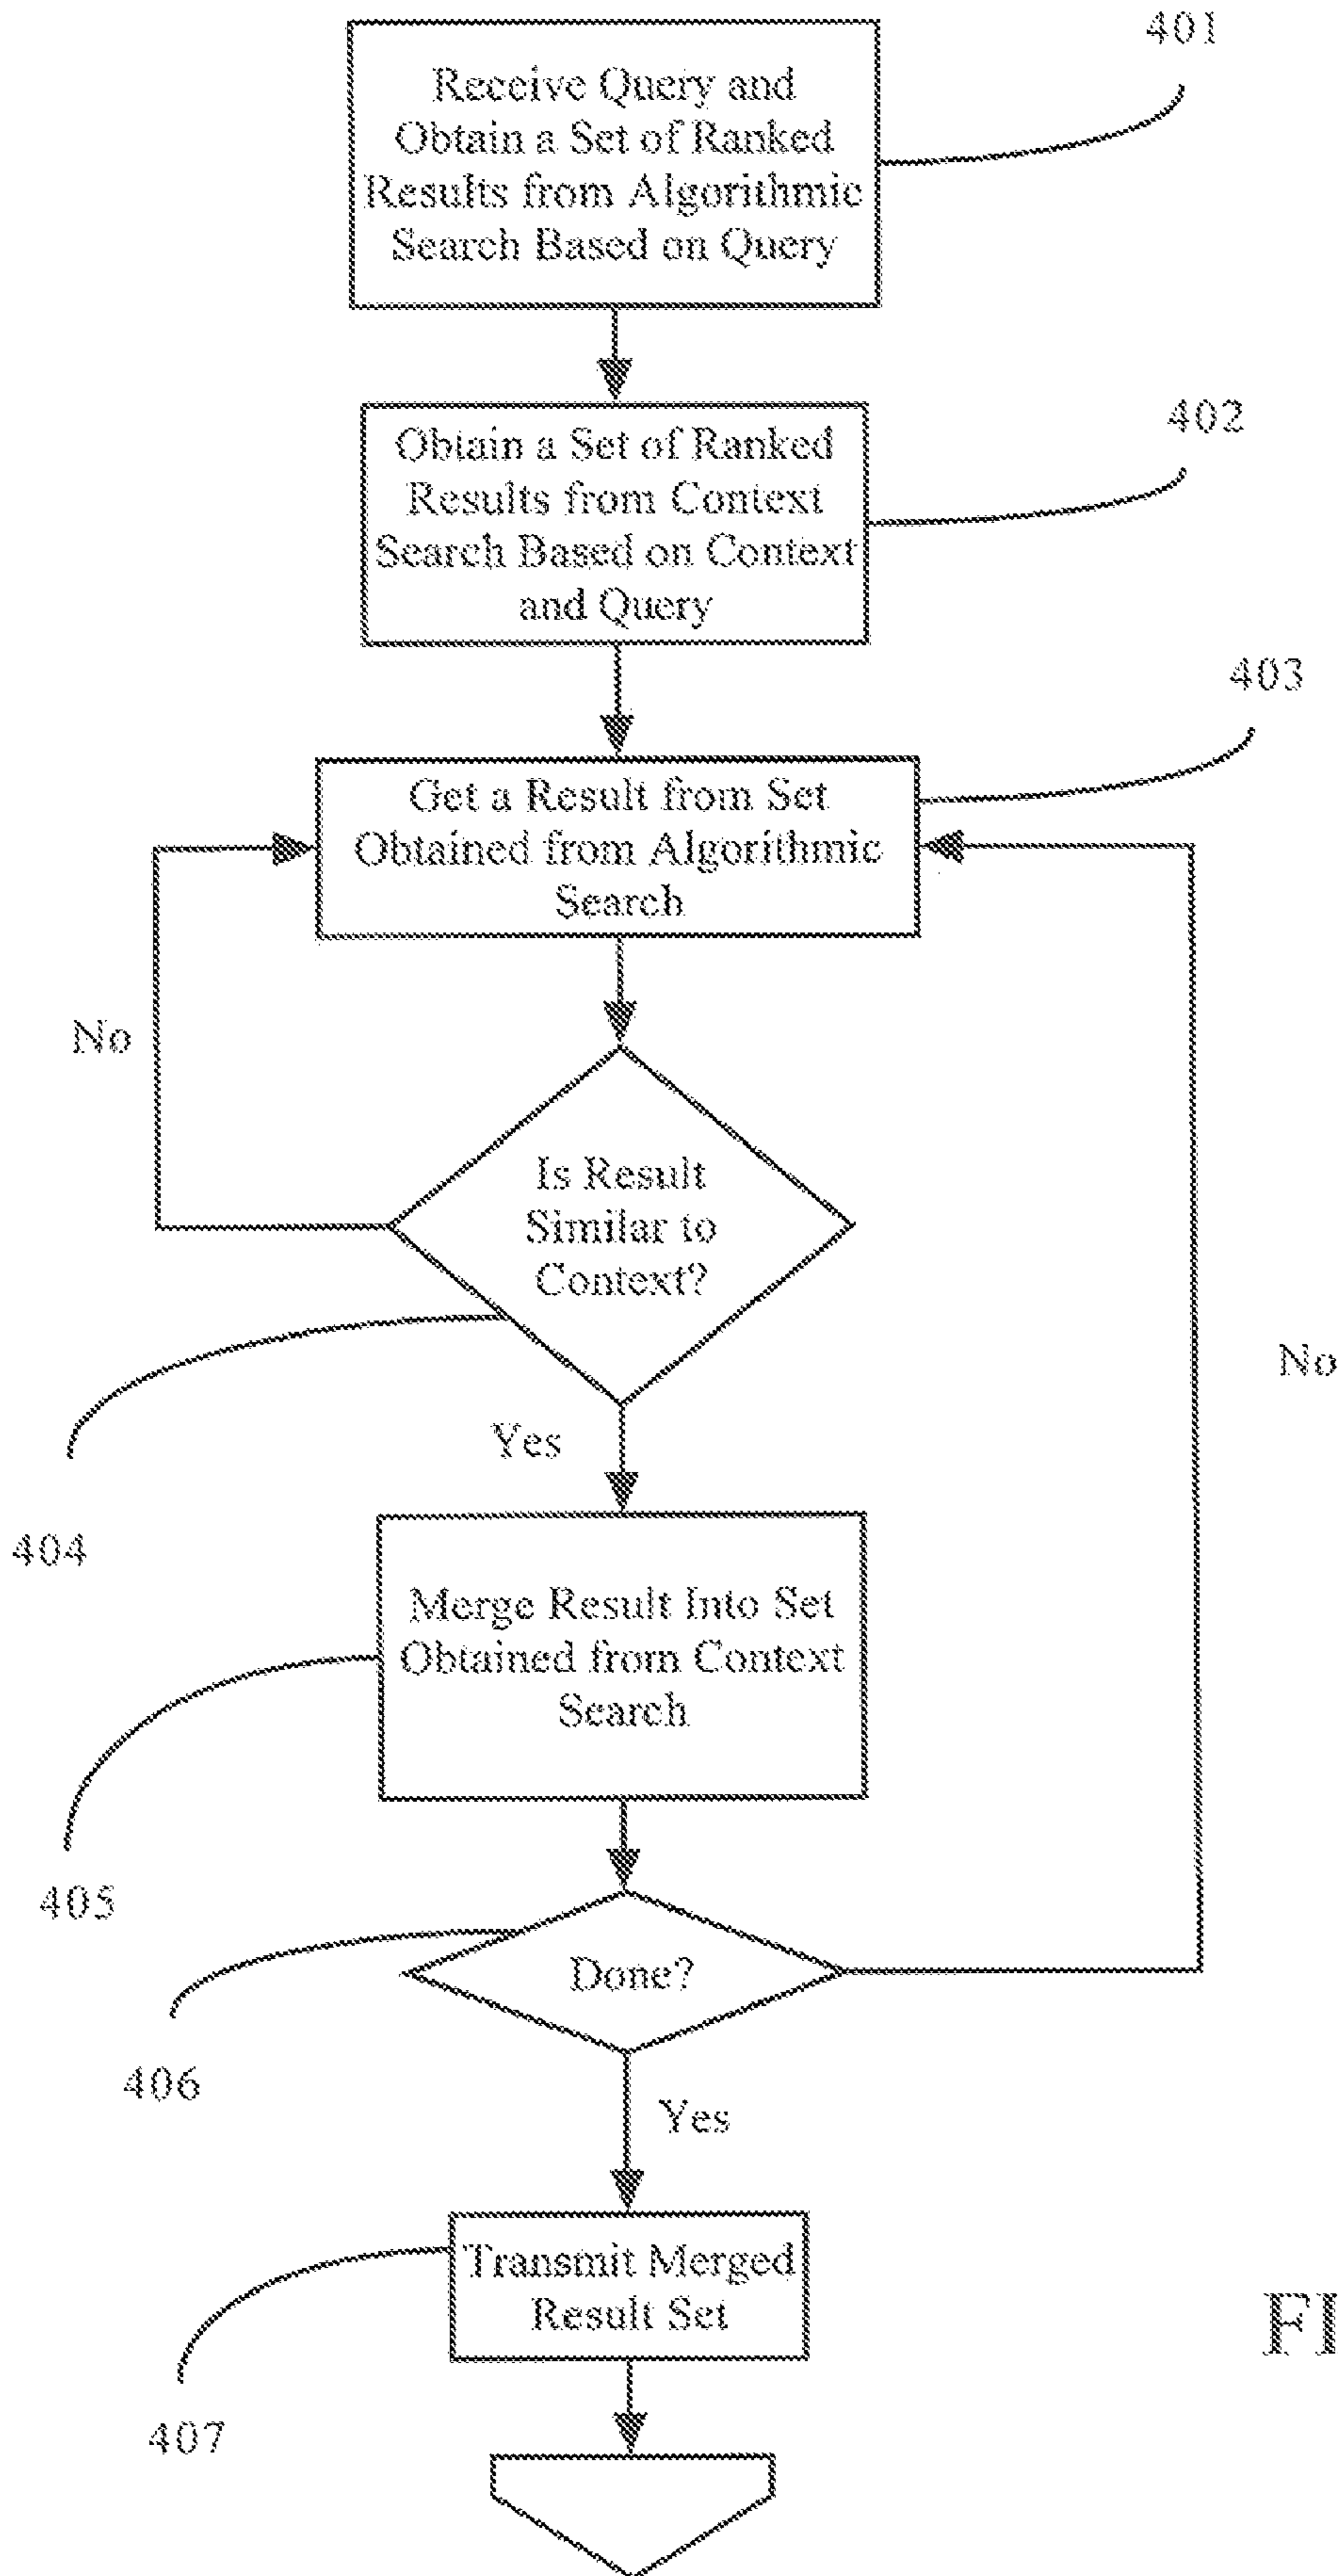 401
Receive Query and
Obtain a Set of Ranked
Results from Algorithmic
Search Based on Query
402
Obtain a Set of Ranked
Results from Context
Search Based on Context
and Query
403
Get a Result from Set
Obtained from Algorithmic
Search
No
Is Result
Similar to
Context?
No
Yes
404
Merge Result Into Set
Obtained from Context
Search
405
Done?
406
Yes
Transmit Merged
Result Set
FI
407